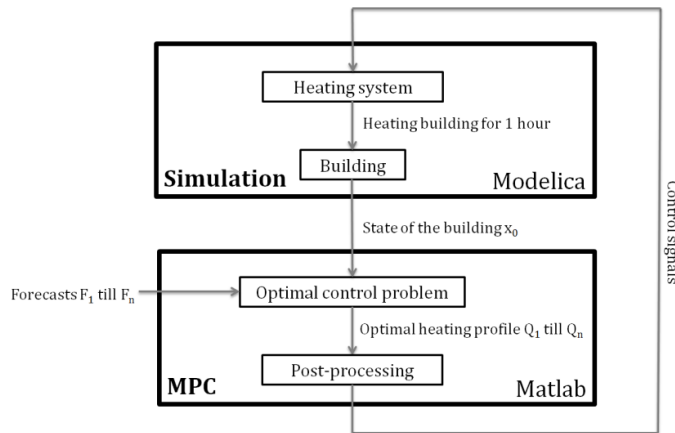 Heating system
Heating building for 1 hour
Building
Simulation
Modelica
Control signals
State of the building x₀
Forecasts F₁ till Fₙ
Optimal control problem
Optimal heating profile Q₁ till Qₙ
Post-processing
MPC
Matlab